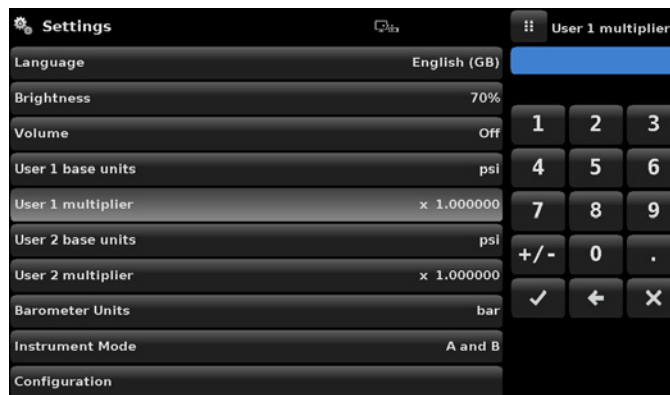 Settings
User 1 multiplier
Language English (GB)
Brightness 70%
Volume Off
User 1 base units psi
User 1 multiplier x 1.000000
User 2 base units psi
User 2 multiplier x 1.000000
Barometer Units bar
Instrument Mode A and B
Configuration
1 2 3
4 5 6
7 8 9
+/- 0 .